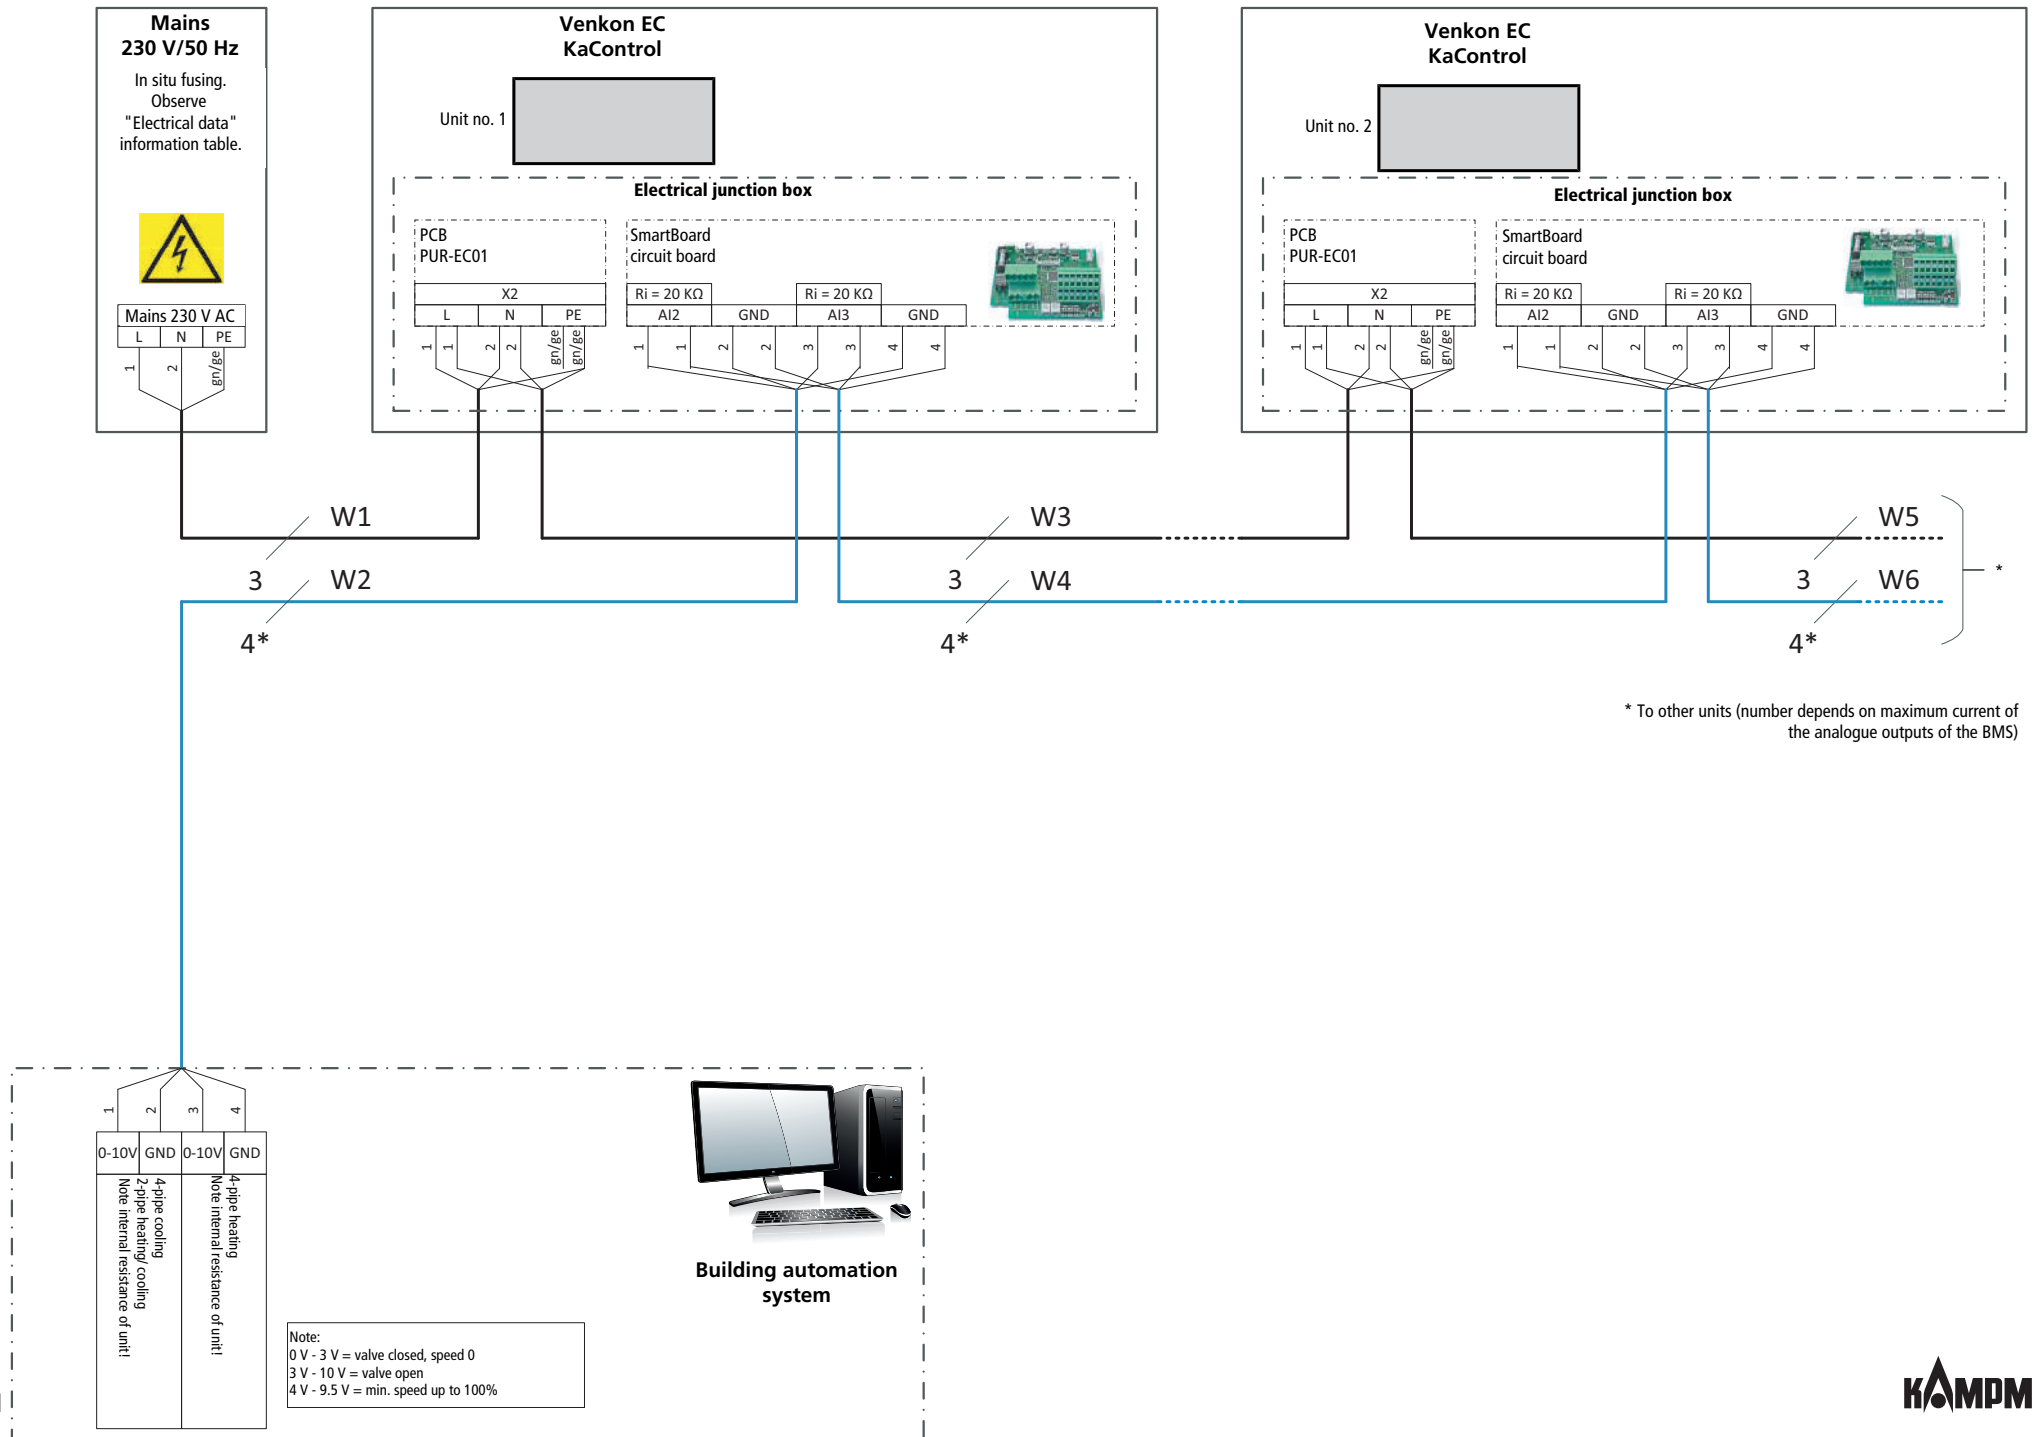 Mains
230 V/50 Hz
In situ fusing.
Observe
"Electrical data"
information table.
Mains 230 V AC
L N PE
1 2 gn/ge
Venkon EC
KaControl
Unit no. 1
Electrical junction box
PCB
PUR-EC01
X2
L N PE
1 1 2 2 gn/ge gn/ge
SmartBoard
circuit board
Ri = 20 KΩ Ri = 20 KΩ
AI2 GND AI3 GND
1 1 2 2 3 3 4 4
Venkon EC
KaControl
Unit no. 2
Electrical junction box
PCB
PUR-EC01
X2
L N PE
1 1 2 2 gn/ge gn/ge
SmartBoard
circuit board
Ri = 20 KΩ Ri = 20 KΩ
AI2 GND AI3 GND
1 1 2 2 3 3 4 4
W1 W3 W5
3 W2 3 W4 3 W6 *
4* 4* 4*
* To other units (number depends on maximum current of
the analogue outputs of the BMS)
1 2 3 4
0-10V GND 0-10V GND
4-pipe cooling
2-pipe heating/ cooling
Note internal resistance of unit!
4-pipe heating
Note internal resistance of unit!
Building automation
system
Note:
0 V - 3 V = valve closed, speed 0
3 V - 10 V = valve open
4 V - 9.5 V = min. speed up to 100%
KAMPM